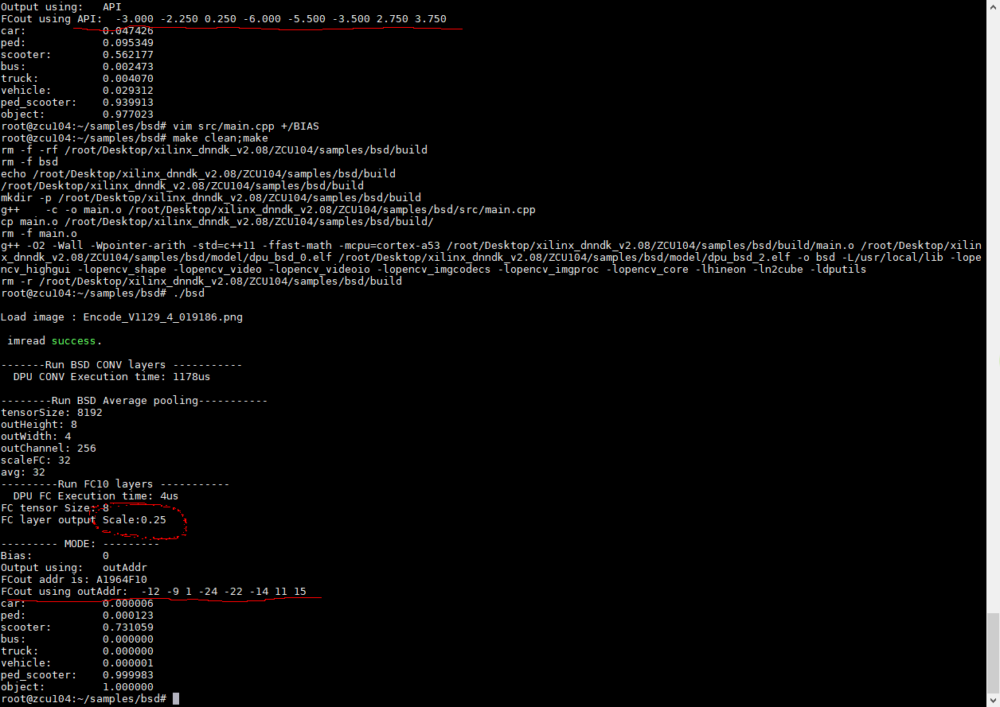 Output using:   API
FCout using API:  -3.000 -2.250 0.250 -6.000 -5.500 -3.500 2.750 3.750
car:            0.047426
ped:            0.095349
scooter:        0.562177
bus:            0.002473
truck:          0.004070
vehicle:        0.029312
ped_scooter:    0.939913
object:         0.977023
root@zcu104:~/samples/bsd# vim src/main.cpp +/BIAS
root@zcu104:~/samples/bsd# make clean;make
rm -f -rf /root/Desktop/xilinx_dnndk_v2.08/ZCU104/samples/bsd/build
rm -f bsd
echo /root/Desktop/xilinx_dnndk_v2.08/ZCU104/samples/bsd/build
/root/Desktop/xilinx_dnndk_v2.08/ZCU104/samples/bsd/build
mkdir -p /root/Desktop/xilinx_dnndk_v2.08/ZCU104/samples/bsd/build
g++    -c -o main.o /root/Desktop/xilinx_dnndk_v2.08/ZCU104/samples/bsd/src/main.cpp
cp main.o /root/Desktop/xilinx_dnndk_v2.08/ZCU104/samples/bsd/build/
rm -f main.o
g++ -O2 -Wall -Wpointer-arith -std=c++11 -ffast-math -mcpu=cortex-a53 /root/Desktop/xilinx_dnndk_v2.08/ZCU104/samples/bsd/build/main.o /root/Desktop/xilin
x_dnndk_v2.08/ZCU104/samples/bsd/model/dpu_bsd_0.elf /root/Desktop/xilinx_dnndk_v2.08/ZCU104/samples/bsd/model/dpu_bsd_2.elf -o bsd -L/usr/local/lib -lope
ncv_highgui -lopencv_shape -lopencv_video -lopencv_videoio -lopencv_imgcodecs -lopencv_imgproc -lopencv_core -lhineon -ln2cube -ldputils
rm -r /root/Desktop/xilinx_dnndk_v2.08/ZCU104/samples/bsd/build
root@zcu104:~/samples/bsd# ./bsd
Load image : Encode_V1129_4_019186.png
imread success.
-------Run BSD CONV layers -----------
DPU CONV Execution time: 1178us
--------Run BSD Average pooling-----------
tensorSize: 8192
outHeight: 8
outWidth: 4
outChannel: 256
scaleFC: 32
avg: 32
---------Run FC10 layers -----------
DPU FC Execution time: 4us
FC tensor Size: 8
FC layer output Scale:0.25
--------- MODE: ---------
Bias:           0
Output using:   outAddr
FCout addr is: A1964F10
FCout using outAddr:  -12 -9 1 -24 -22 -14 11 15
car:            0.000006
ped:            0.000123
scooter:        0.731059
bus:            0.000000
truck:          0.000000
vehicle:        0.000001
ped_scooter:    0.999983
object:         1.000000
root@zcu104:~/samples/bsd#